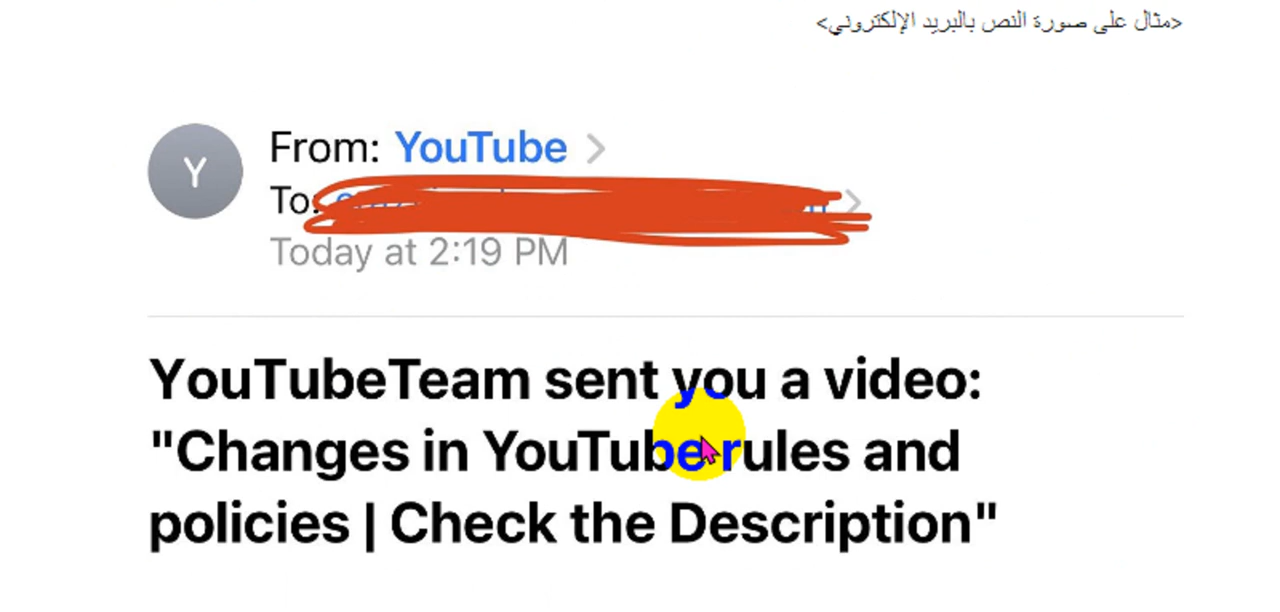 <مثال على صورة النص بالبريد الإلكتروني>
Y
From: YouTube
To:
Today at 2:19 PM
YouTubeTeam sent you a video:
"Changes in YouTube rules and
policies | Check the Description"